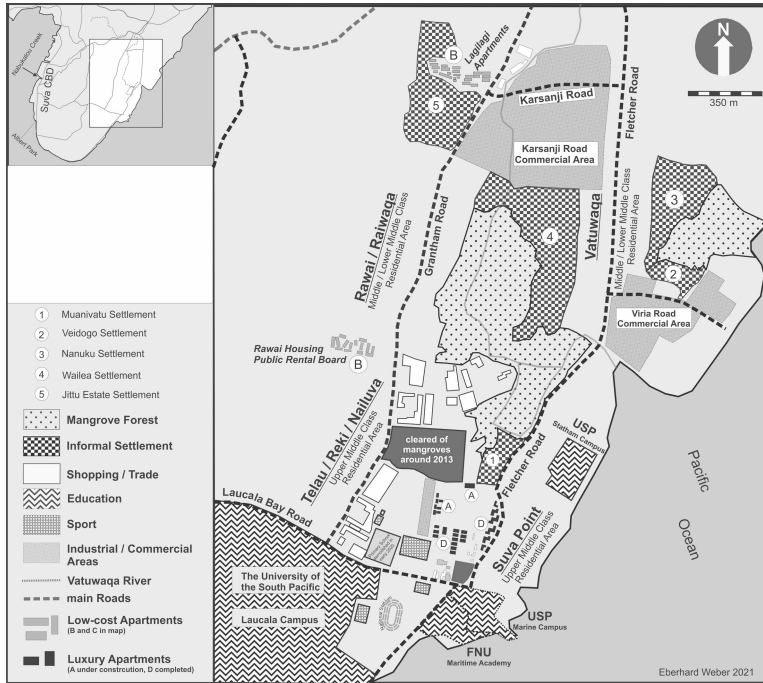 Nabukalou Creek
Suva CBD
Albert Park
N
350 m
B
Lagilagi
Apartments
5
Karsanji Road
Karsanji Road
Commercial Area
Fletcher Road
Rawai / Raiwaqa
Middle / Lower Middle Class
Residential Area
Grantham Road
4
Vatuwaqa
Middle / Lower Middle Class
Residential Area
3
2
Viria Road
Commercial Area
Rawai Housing
Public Rental Board
B
Telau / Reki / Nailuva
Upper Middle Class
Residential Area
cleared of
mangroves
around 2013
1
Fletcher Road
USP
Statham Campus
Pacific
Ocean
A
A
D
D
Laucala Bay Road
Suva Point
Upper Middle Class
Residential Area
The University of
the South Pacific
Laucala Campus
USP
Marine Campus
FNU
Maritime Academy
Eberhard Weber 2021
1 Muanivatu Settlement
2 Veidogo Settlement
3 Nanuku Settlement
4 Wailea Settlement
5 Jittu Estate Settlement
Mangrove Forest
Informal Settlement
Shopping / Trade
Education
Sport
Industrial / Commercial
Areas
Vatuwaqa River
main Roads
Low-cost Apartments
(B and C in map)
Luxury Apartments
(A under constrcution, D completed)